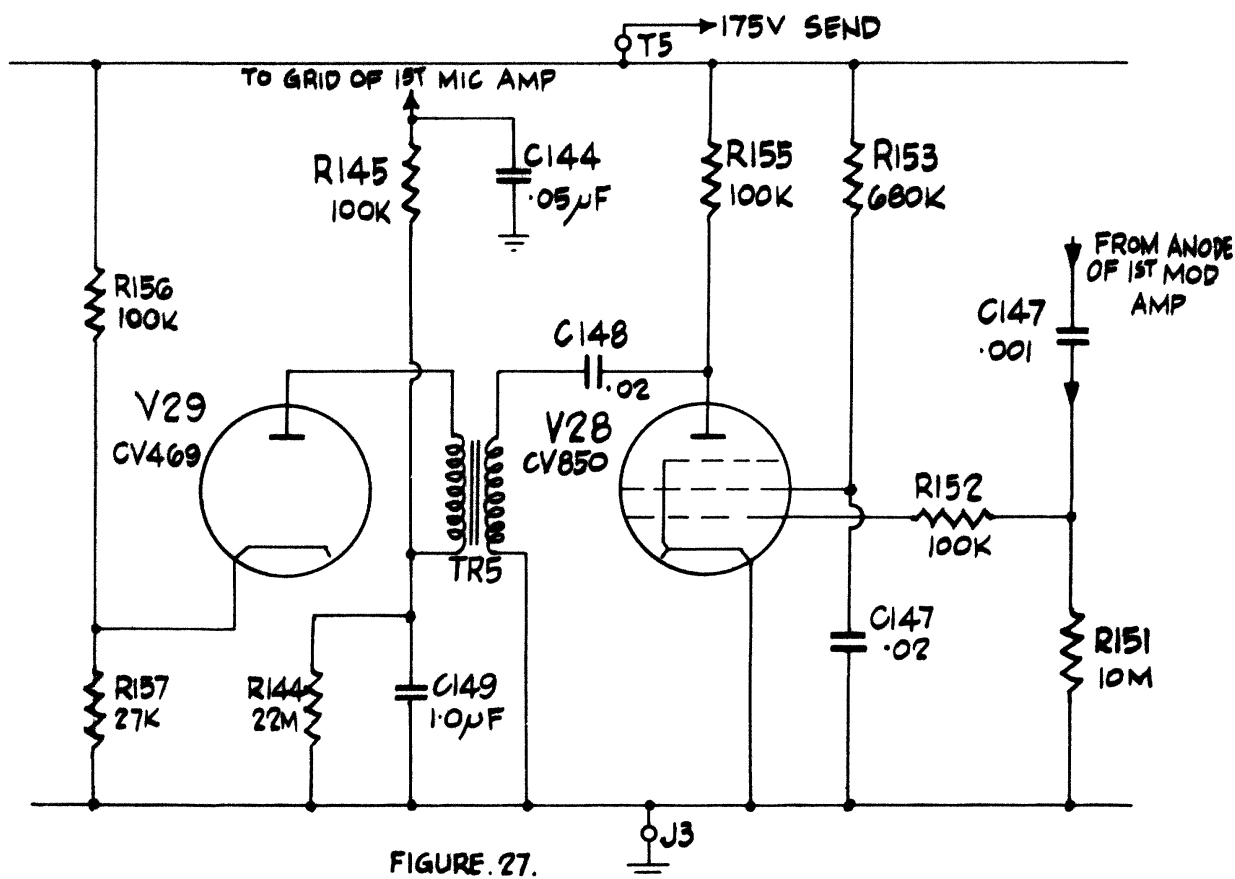 175V SEND
T5
TO GRID OF 1ST MIC AMP
R145
100K
C144
.05µF
R155
100K
R153
680K
FROM ANODE
OF 1ST MOD
AMP
C147
.001
R156
100K
C148
.02
V29
CV469
V28
CV850
R152
100K
TR5
C147
.02
R151
10M
R157
27K
R144
22M
C149
1.0µF
J3
FIGURE.27.